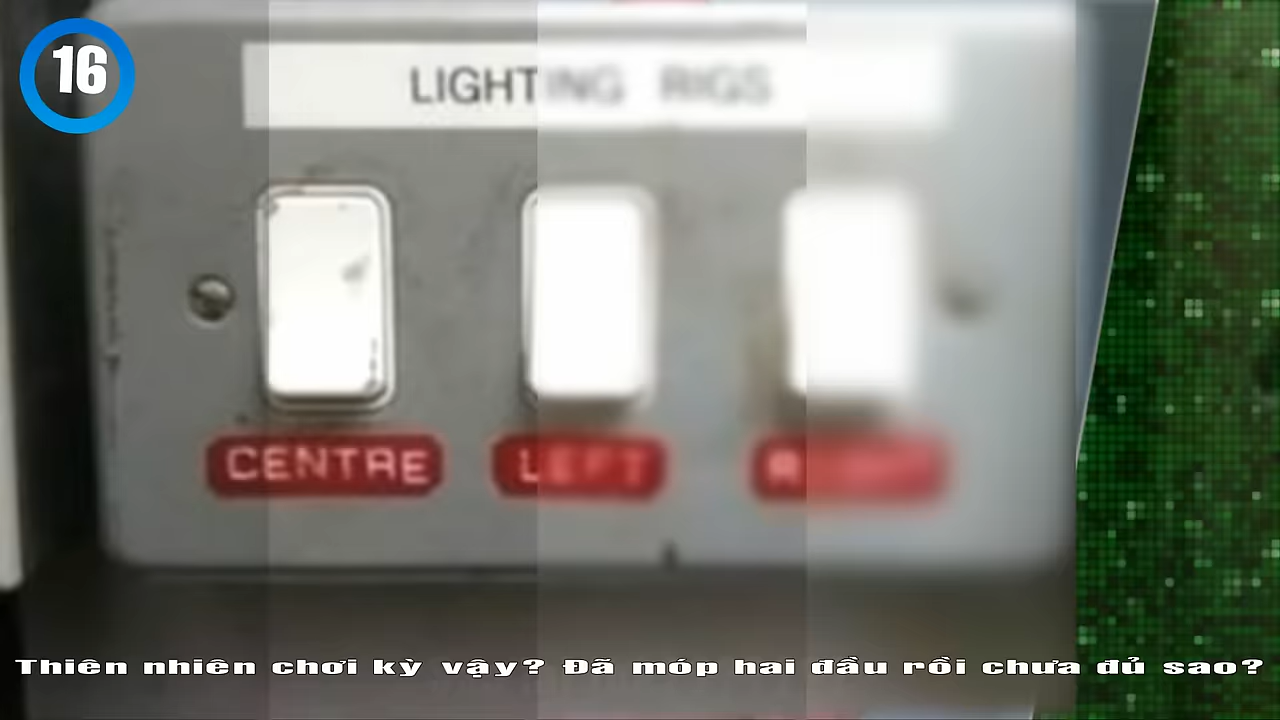 16
LIGHTING RIGS
CENTRE LEFT
Thiên nhiên chơi kỳ vậy? Đã móp hai đầu rồi chưa đủ sao?